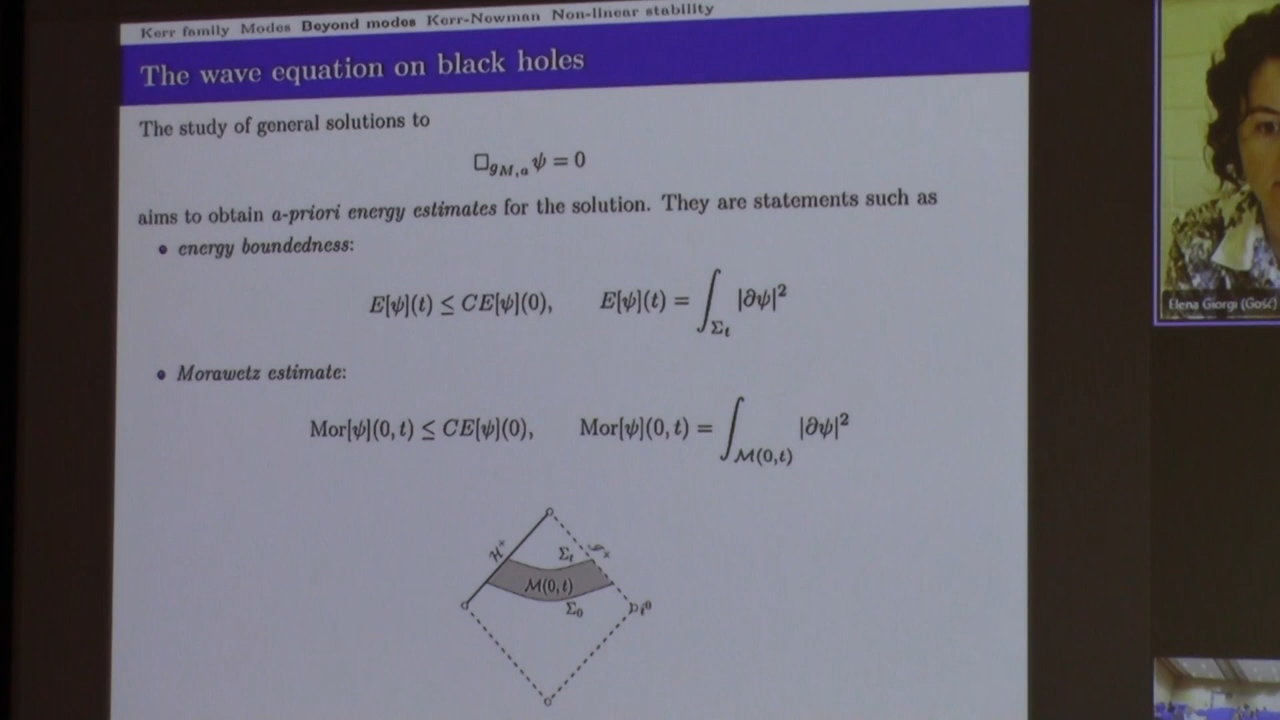 Kerr family Modes Beyond modes Kerr-Newman Non-linear stability
The wave equation on black holes
The study of general solutions to
□_{g_{M,a}} ψ = 0
aims to obtain a-priori energy estimates for the solution. They are statements such as
• energy boundedness:
E[ψ](t) ≤ CE[ψ](0), E[ψ](t) = ∫_{Σ_t} |∂ψ|²
• Morawetz estimate:
Mor[ψ](0, t) ≤ CE[ψ](0), Mor[ψ](0, t) = ∫_{M(0,t)} |∂ψ|²
H⁺ Σ_t I⁺
M(0, t)
Σ₀ i⁰
Elena Giorgi (Gość)